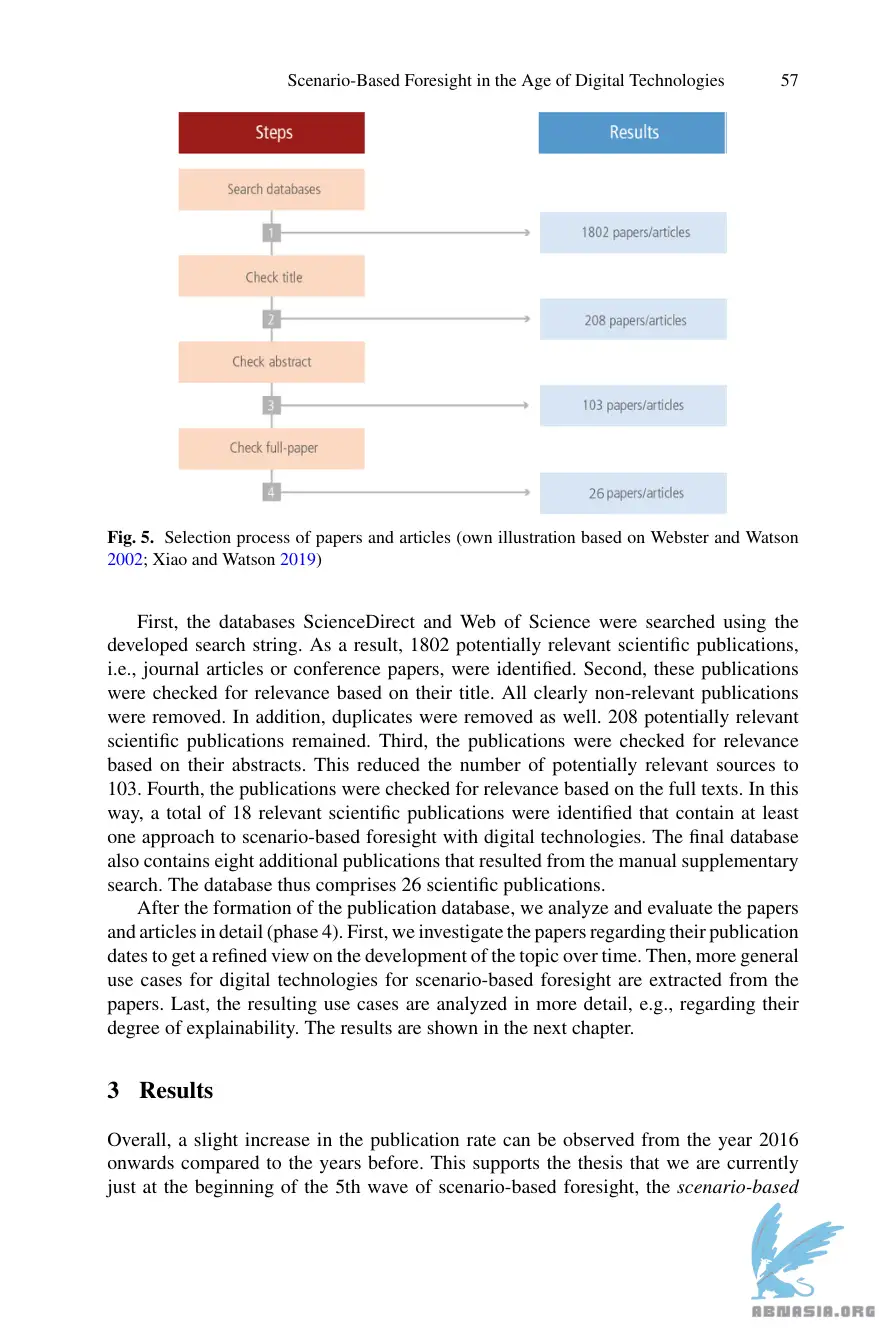 Scenario-Based Foresight in the Age of Digital Technologies 57
Steps Results
Search databases
1 1802 papers/articles
Check title
2 208 papers/articles
Check abstract
3 103 papers/articles
Check full-paper
4 26 papers/articles
Fig. 5. Selection process of papers and articles (own illustration based on Webster and Watson
2002; Xiao and Watson 2019)
First, the databases ScienceDirect and Web of Science were searched using the
developed search string. As a result, 1802 potentially relevant scientific publications,
i.e., journal articles or conference papers, were identified. Second, these publications
were checked for relevance based on their title. All clearly non-relevant publications
were removed. In addition, duplicates were removed as well. 208 potentially relevant
scientific publications remained. Third, the publications were checked for relevance
based on their abstracts. This reduced the number of potentially relevant sources to
103. Fourth, the publications were checked for relevance based on the full texts. In this
way, a total of 18 relevant scientific publications were identified that contain at least
one approach to scenario-based foresight with digital technologies. The final database
also contains eight additional publications that resulted from the manual supplementary
search. The database thus comprises 26 scientific publications.
After the formation of the publication database, we analyze and evaluate the papers
and articles in detail (phase 4). First, we investigate the papers regarding their publication
dates to get a refined view on the development of the topic over time. Then, more general
use cases for digital technologies for scenario-based foresight are extracted from the
papers. Last, the resulting use cases are analyzed in more detail, e.g., regarding their
degree of explainability. The results are shown in the next chapter.
3 Results
Overall, a slight increase in the publication rate can be observed from the year 2016
onwards compared to the years before. This supports the thesis that we are currently
just at the beginning of the 5th wave of scenario-based foresight, the scenario-based
ABNASIA.ORG